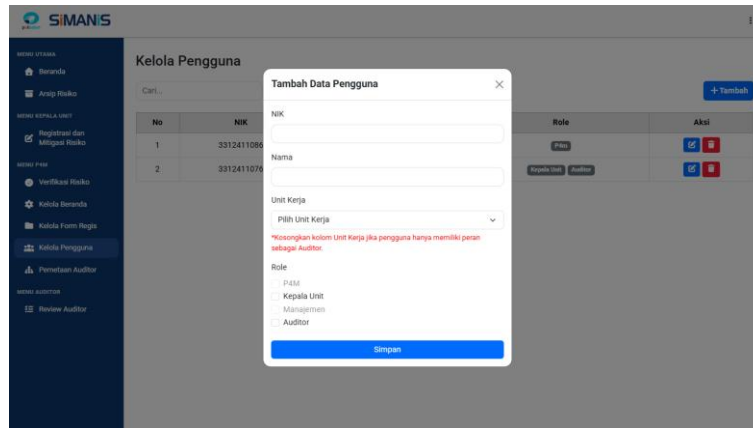 SIMANIS
MENU UTAMA
Beranda
Arsip Risiko
MENU KEPALA UNIT
Registrasi dan
Mitigasi Risiko
MENU P4M
Verifikasi Risiko
Kelola Beranda
Kelola Form Regis
Kelola Pengguna
Pemetaan Auditor
MENU AUDITOR
Review Auditor
Kelola Pengguna
Cari...
+ Tambah
No NIK Role Aksi
1 3312411086 P4m
2 3312411076 Kepala Unit Auditor
Tambah Data Pengguna
NIK
Nama
Unit Kerja
Pilih Unit Kerja
*Kosongkan kolom Unit Kerja jika pengguna hanya memiliki peran
sebagai Auditor.
Role
P4M
Kepala Unit
Manajemen
Auditor
Simpan